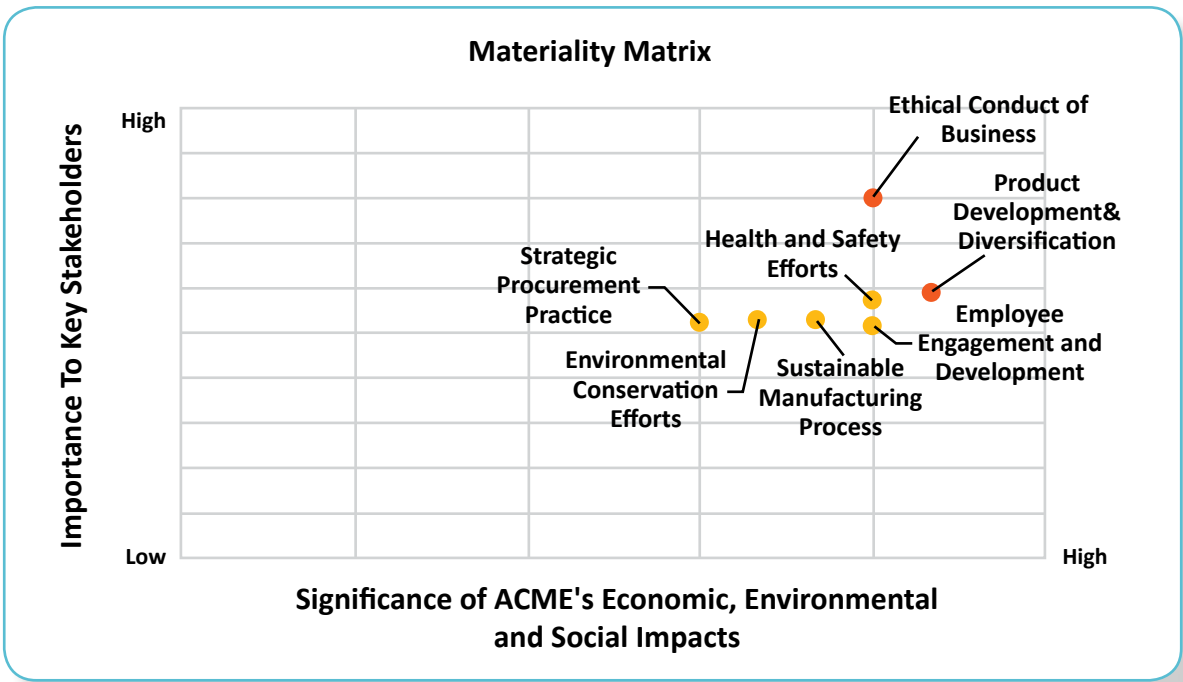 Materiality Matrix
High
Importance To Key Stakeholders
Ethical Conduct of
Business
Product
Development&
Diversification
Health and Safety
Efforts
Strategic
Procurement
Practice
Employee
Engagement and
Development
Environmental
Conservation
Efforts
Sustainable
Manufacturing
Process
Low
High
Significance of ACME's Economic, Environmental
and Social Impacts